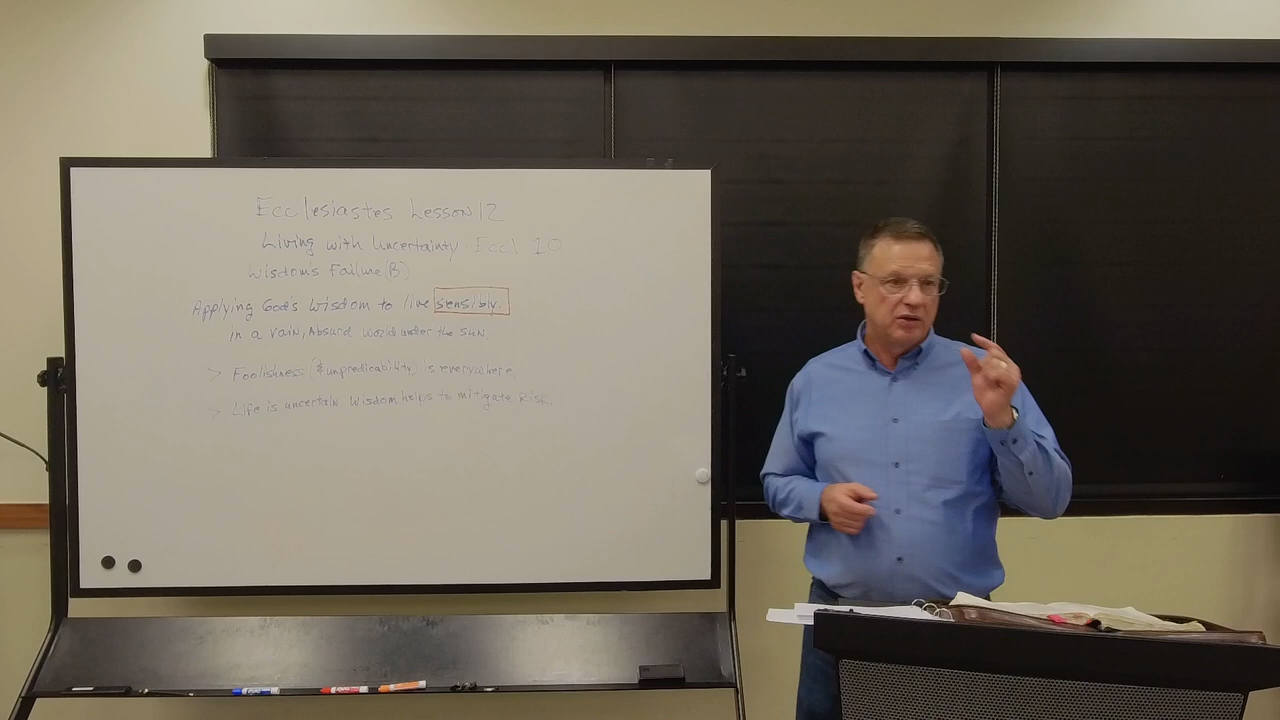 Ecclesiastes Lesson 12
Living with Uncertainty Eccl 10
Wisdom's Failure (B)
Applying God's Wisdom to live sensibly.
in a vain, Absurd World under the sun
> Foolishness (& unpredicability) is everywhere.
> Life is uncertain. Wisdom helps to mitigate Risk.